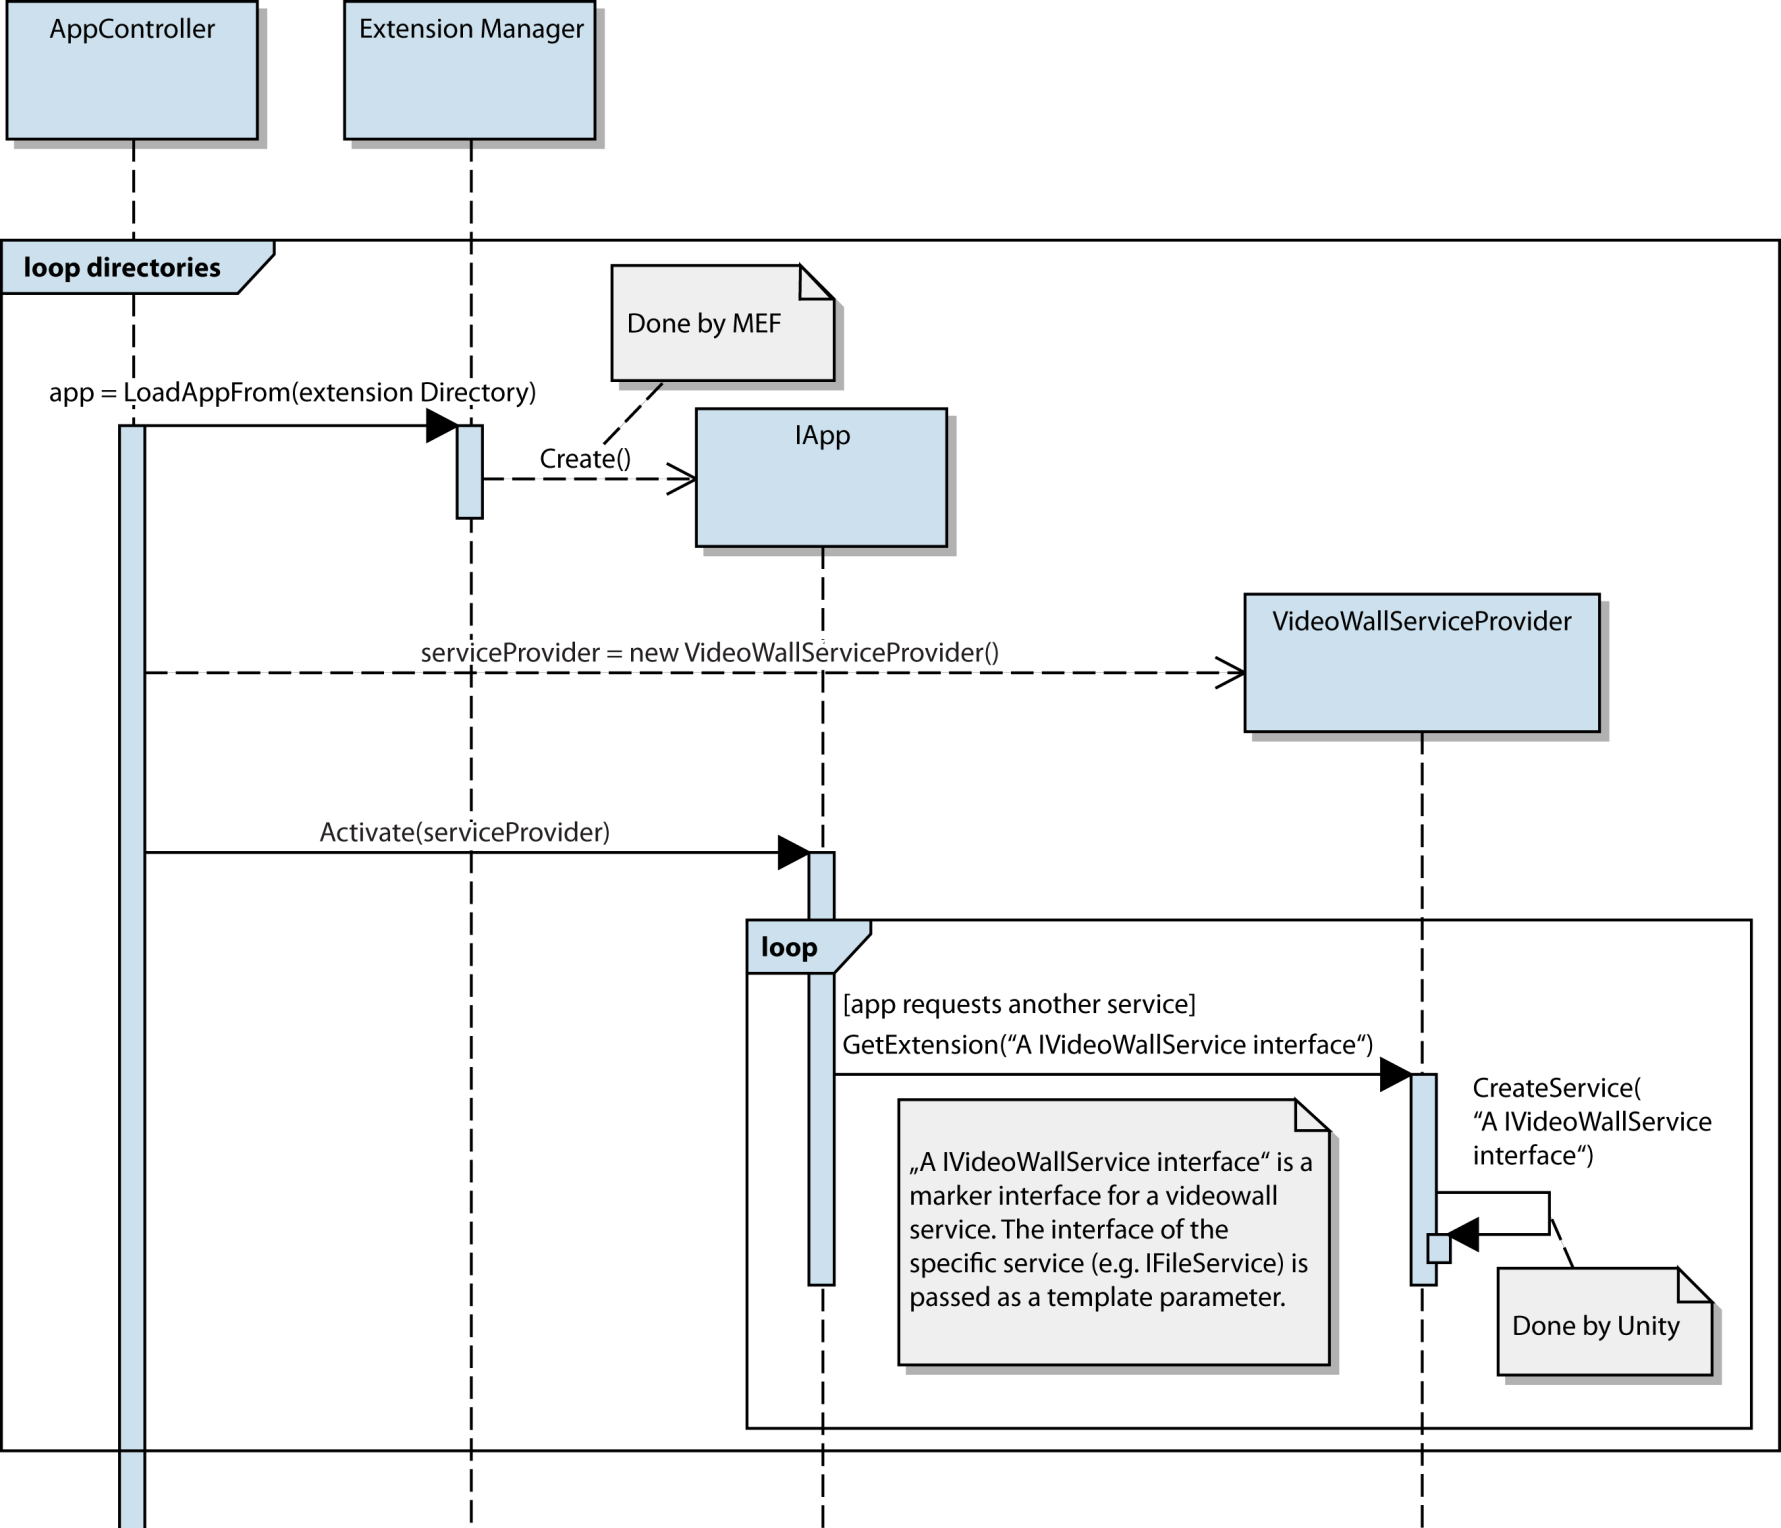 AppController
Extension Manager
loop directories
Done by MEF
app = LoadAppFrom(extension Directory)
IApp
Create()
VideoWallServiceProvider
serviceProvider = new VideoWallServiceProvider()
Activate(serviceProvider)
loop
[app requests another service]
GetExtension(“A IVideoWallService interface“)
CreateService(
“A IVideoWallService
interface“)
„A IVideoWallService interface“ is a
marker interface for a videowall
service. The interface of the
specific service (e.g. IFileService) is
passed as a template parameter.
Done by Unity